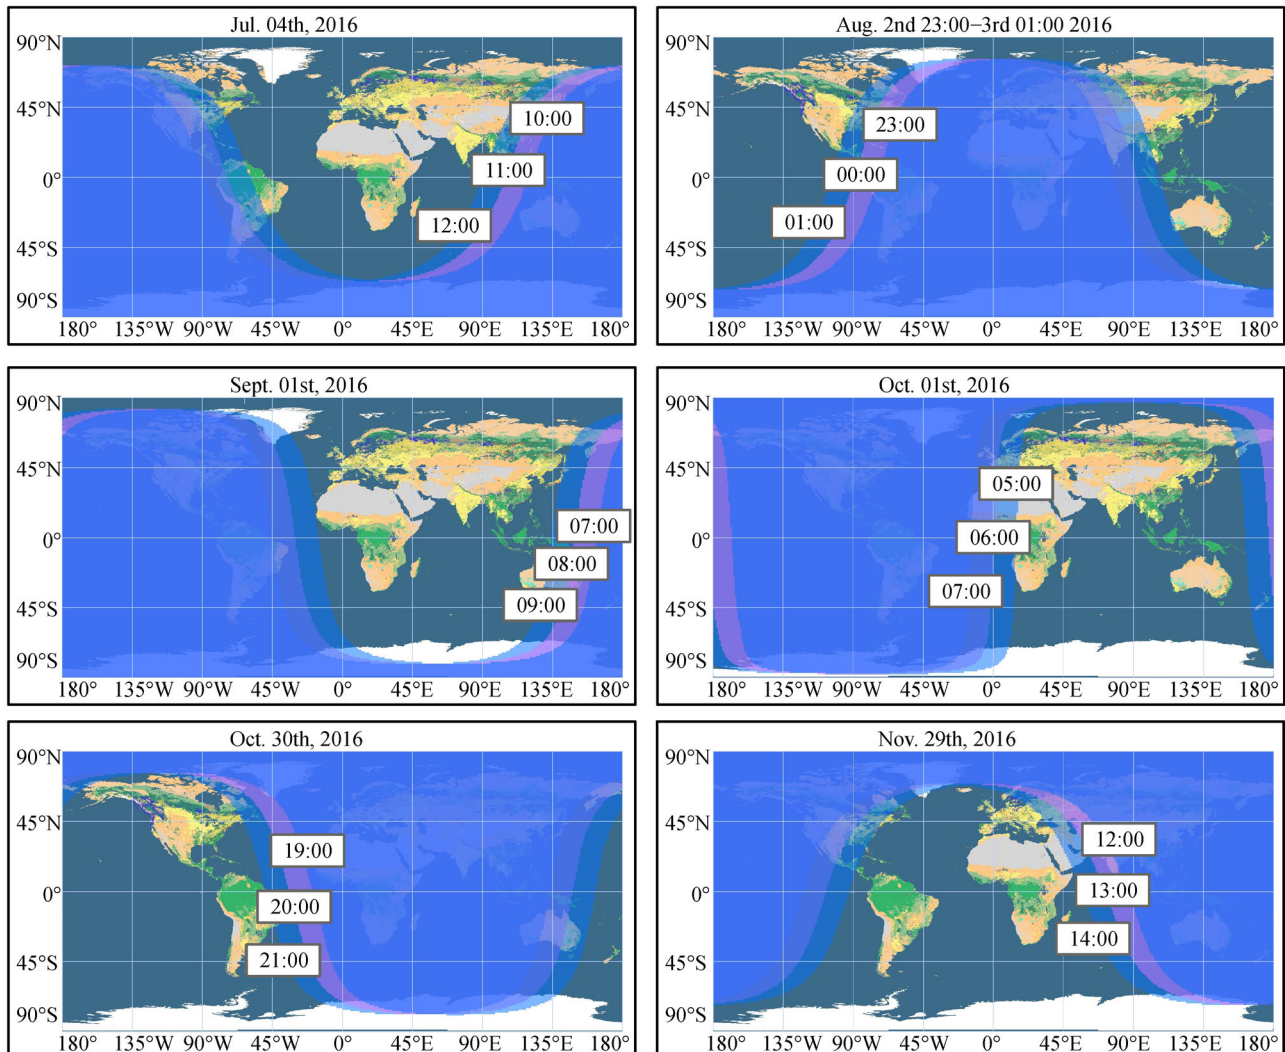 Jul. 04th, 2016
90°N
45°N
0°
45°S
90°S
10:00
11:00
12:00
180° 135°W 90°W 45°W 0° 45°E 90°E 135°E 180°
Aug. 2nd 23:00–3rd 01:00 2016
90°N
45°N
0°
45°S
90°S
23:00
00:00
01:00
180° 135°W 90°W 45°W 0° 45°E 90°E 135°E 180°
Sept. 01st, 2016
90°N
45°N
0°
45°S
90°S
07:00
08:00
09:00
180° 135°W 90°W 45°W 0° 45°E 90°E 135°E 180°
Oct. 01st, 2016
90°N
45°N
0°
45°S
90°S
05:00
06:00
07:00
180° 135°W 90°W 45°W 0° 45°E 90°E 135°E 180°
Oct. 30th, 2016
90°N
45°N
0°
45°S
90°S
19:00
20:00
21:00
180° 135°W 90°W 45°W 0° 45°E 90°E 135°E 180°
Nov. 29th, 2016
90°N
45°N
0°
45°S
90°S
12:00
13:00
14:00
180° 135°W 90°W 45°W 0° 45°E 90°E 135°E 180°